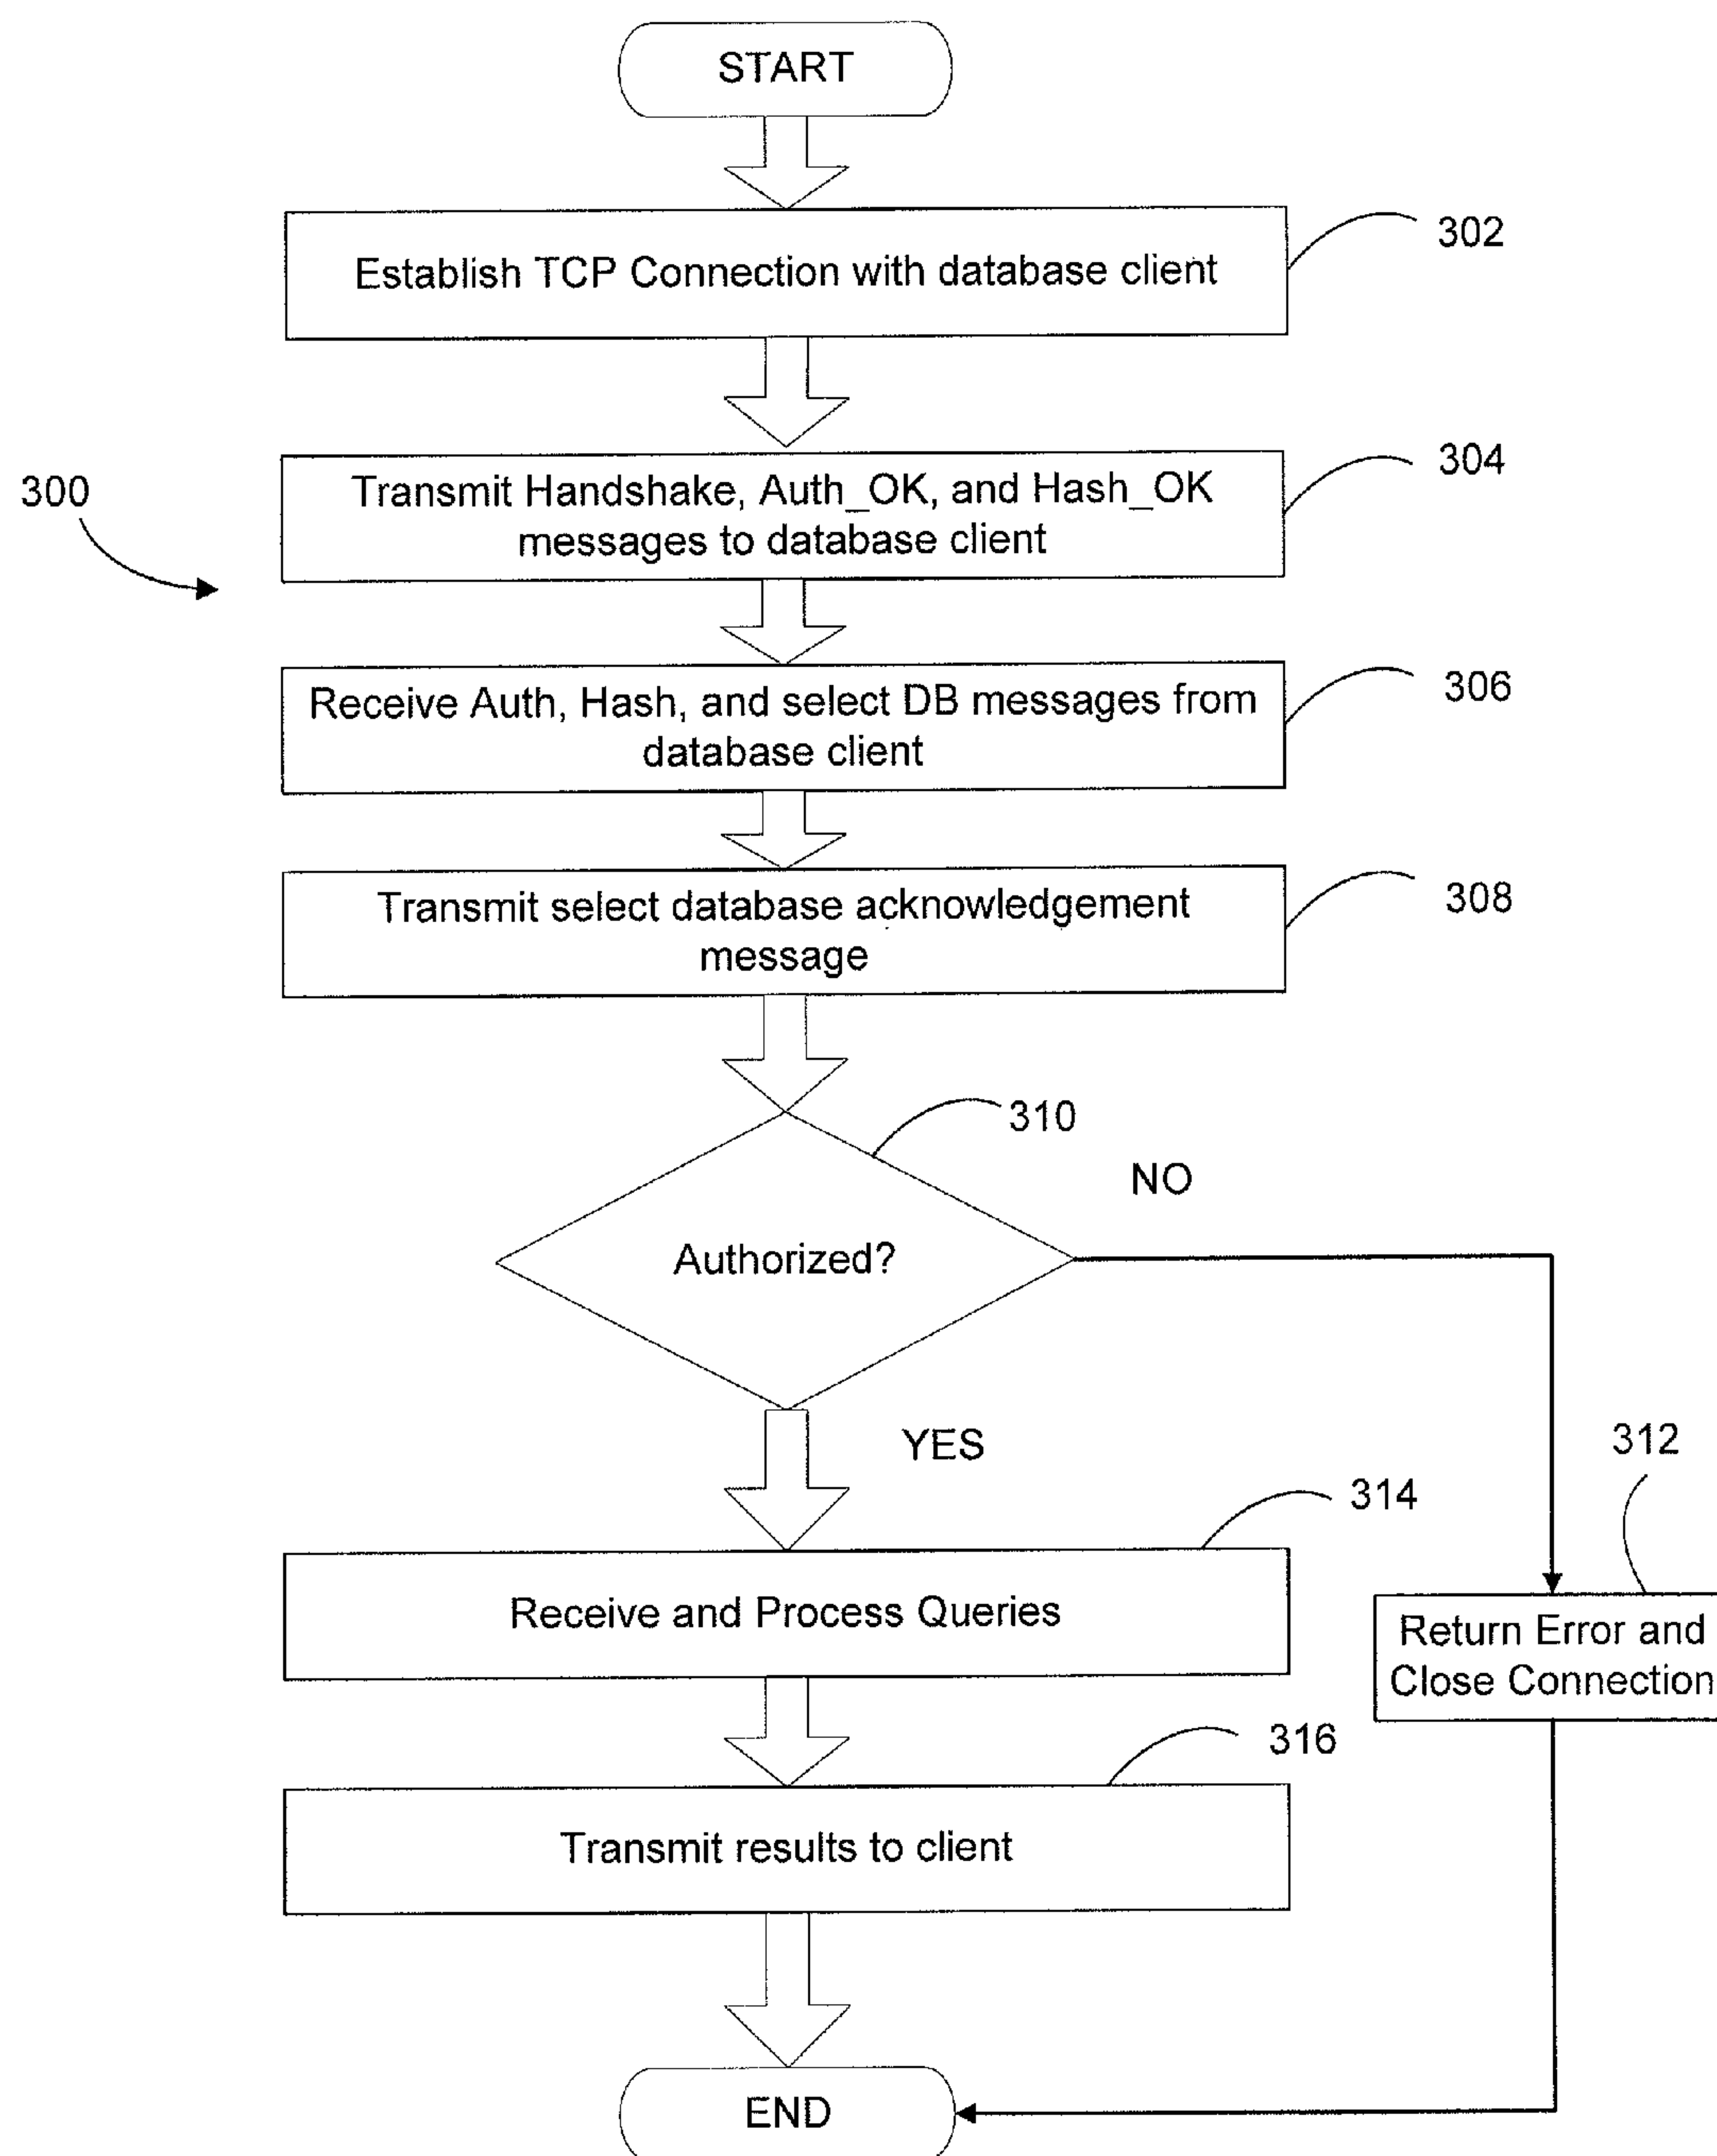 START
302
Establish TCP Connection with database client
304
Transmit Handshake, Auth_OK, and Hash_OK
messages to database client
300
306
Receive Auth, Hash, and select DB messages from
database client
308
Transmit select database acknowledgement
message
310
NO
Authorized?
YES
312
314
Receive and Process Queries
Return Error and
Close Connection
316
Transmit results to client
END